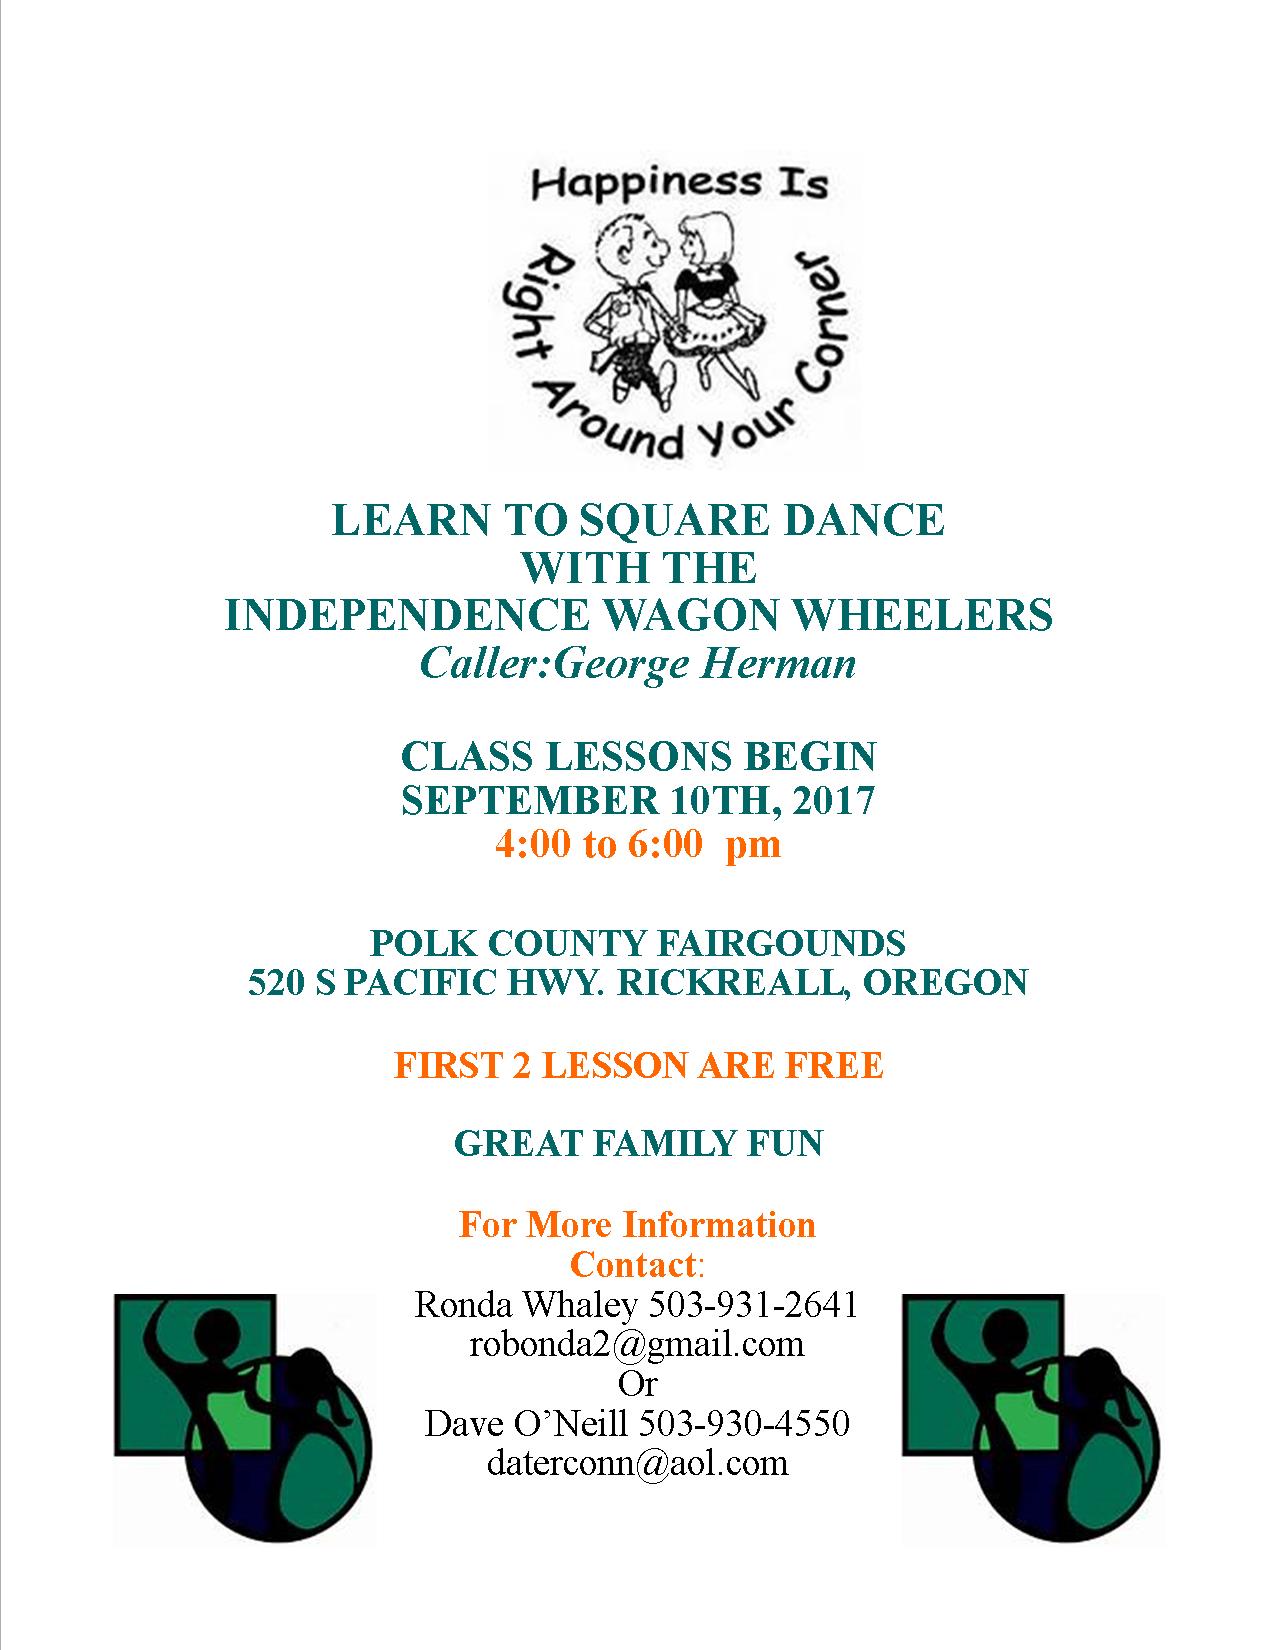 Happiness Is
Right Around Your Corner
LEARN TO SQUARE DANCE
WITH THE
INDEPENDENCE WAGON WHEELERS
Caller:George Herman
CLASS LESSONS BEGIN
SEPTEMBER 10TH, 2017
4:00 to 6:00  pm
POLK COUNTY FAIRGOUNDS
520 S PACIFIC HWY. RICKREALL, OREGON
FIRST 2 LESSON ARE FREE
GREAT FAMILY FUN
For More Information
Contact:
Ronda Whaley 503-931-2641
robonda2@gmail.com
Or
Dave O’Neill 503-930-4550
daterconn@aol.com